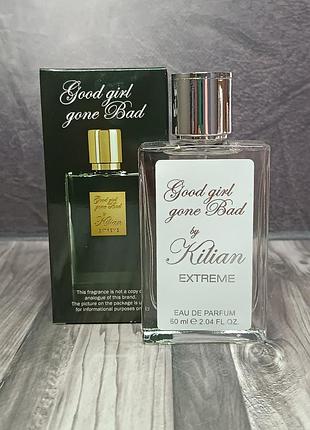 Good girl
gone Bad
Good girl
gone Bad
by
Kilian
EXTREME
This fragrance is not a copy o
analogue of this brand.
The picture on the package is u
for informational purposes only
Good girl
gone Bad
by
Kilian
EXTREME
EAU DE PARFUM
60 ml e 2.04 FL. OZ.